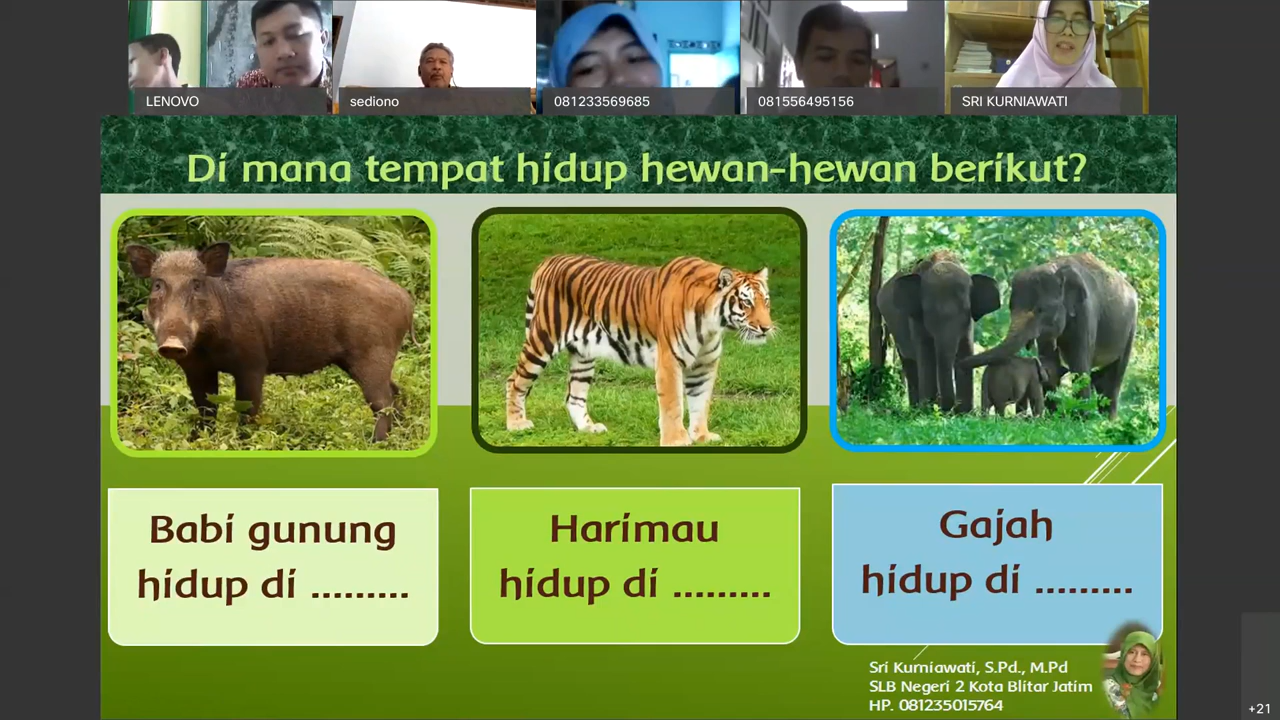 LENOVO
sediono
081233569685
081556495156
SRI KURNIAWATI
Di mana tempat hidup hewan-hewan berikut?
Babi gunung
hidup di .........
Harimau
hidup di .........
Gajah
hidup di .........
Sri Kurniawati, S.Pd., M.Pd
SLB Negeri 2 Kota Blitar Jatim
HP. 081235015764
+21